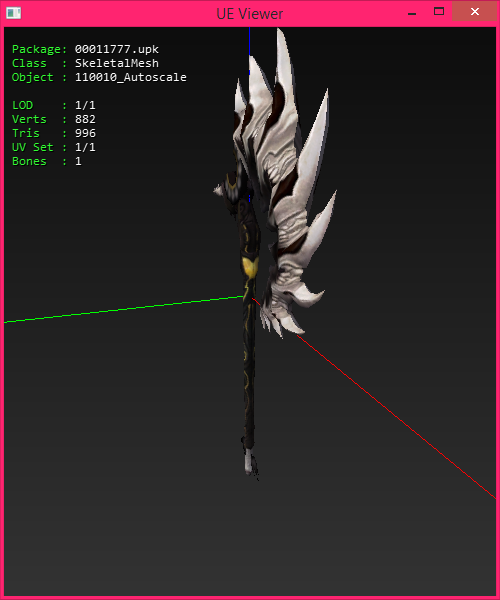 UE Viewer
Package: 00011777.upk
Class  : SkeletalMesh
Object : 110010_Autoscale
LOD    : 1/1
Verts  : 882
Tris   : 996
UV Set : 1/1
Bones  : 1